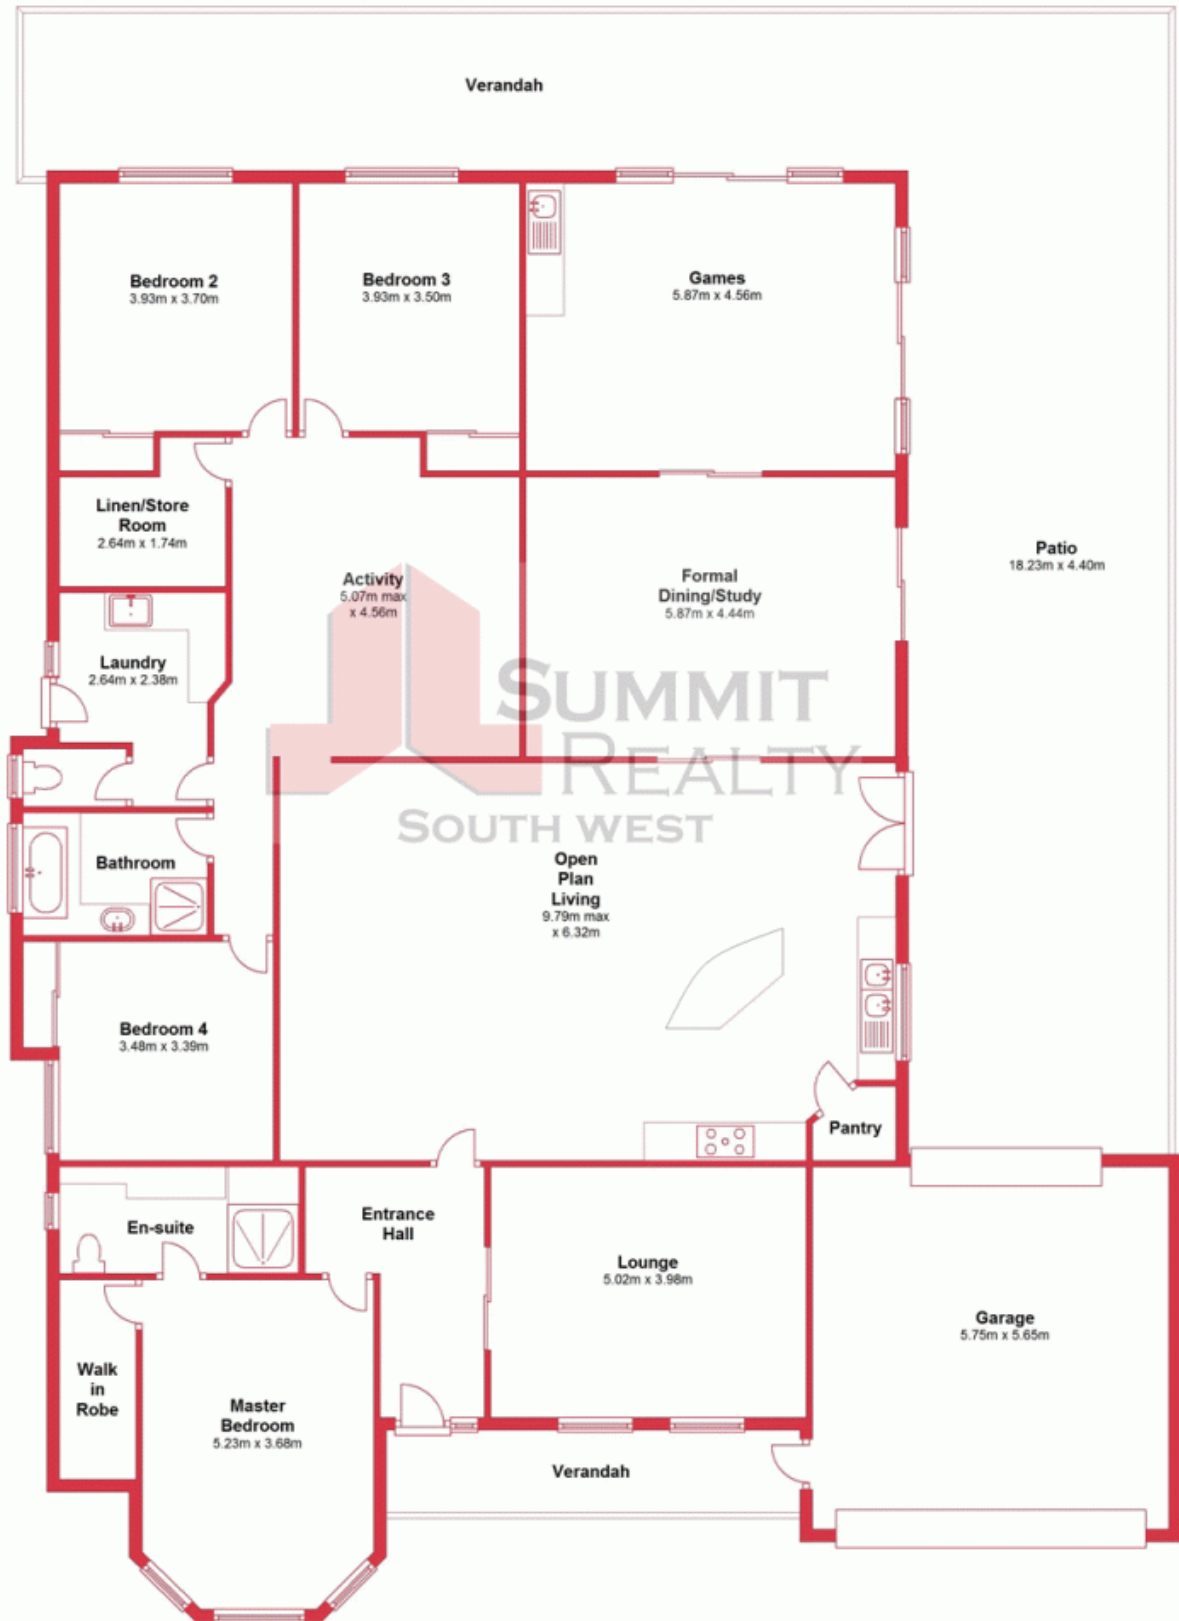 Verandah
Bedroom 2
3.93m x 3.70m
Bedroom 3
3.93m x 3.50m
Games
5.87m x 4.56m
Linen/Store
Room
2.64m x 1.74m
Activity
5.07m max
x 4.56m
Formal
Dining/Study
5.87m x 4.44m
Patio
18.23m x 4.40m
Laundry
2.64m x 2.38m
SUMMIT
REALTY
SOUTH WEST
Bathroom
Open
Plan
Living
9.79m max
x 6.32m
Bedroom 4
3.48m x 3.39m
Pantry
En-suite
Entrance
Hall
Lounge
5.02m x 3.98m
Garage
5.75m x 5.65m
Walk
in
Robe
Master
Bedroom
5.23m x 3.68m
Verandah